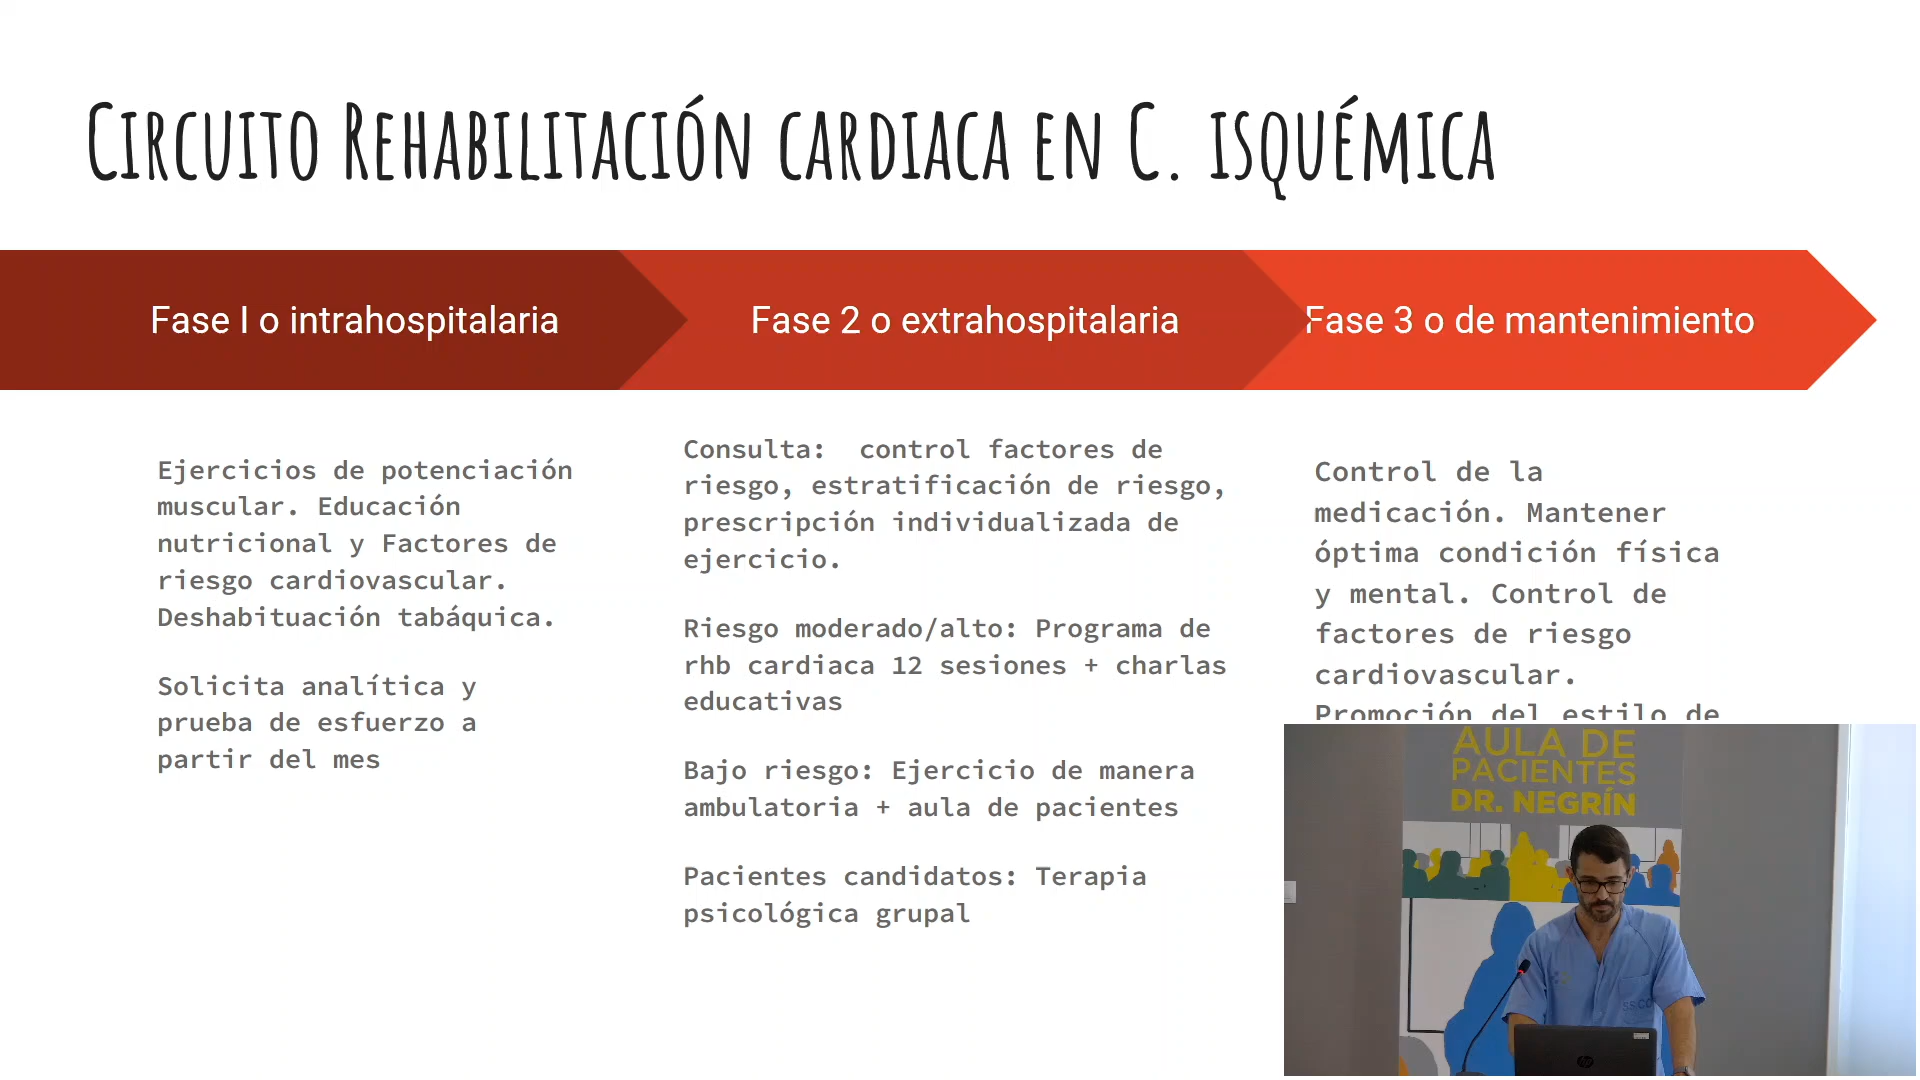 Circuito Rehabilitación cardiaca en C. isquémica
Fase I o intrahospitalaria
Fase 2 o extrahospitalaria
Fase 3 o de mantenimiento
Ejercicios de potenciación
muscular. Educación
nutricional y Factores de
riesgo cardiovascular.
Deshabituación tabáquica.
Solicita analítica y
prueba de esfuerzo a
partir del mes
Consulta:  control factores de
riesgo, estratificación de riesgo,
prescripción individualizada de
ejercicio.
Riesgo moderado/alto: Programa de
rhb cardiaca 12 sesiones + charlas
educativas
Bajo riesgo: Ejercicio de manera
ambulatoria + aula de pacientes
Pacientes candidatos: Terapia
psicológica grupal
Control de la
medicación. Mantener
óptima condición física
y mental. Control de
factores de riesgo
cardiovascular.
Promoción del estilo de
AULA DE
PACIENTES
DR. NEGRÍN
hp